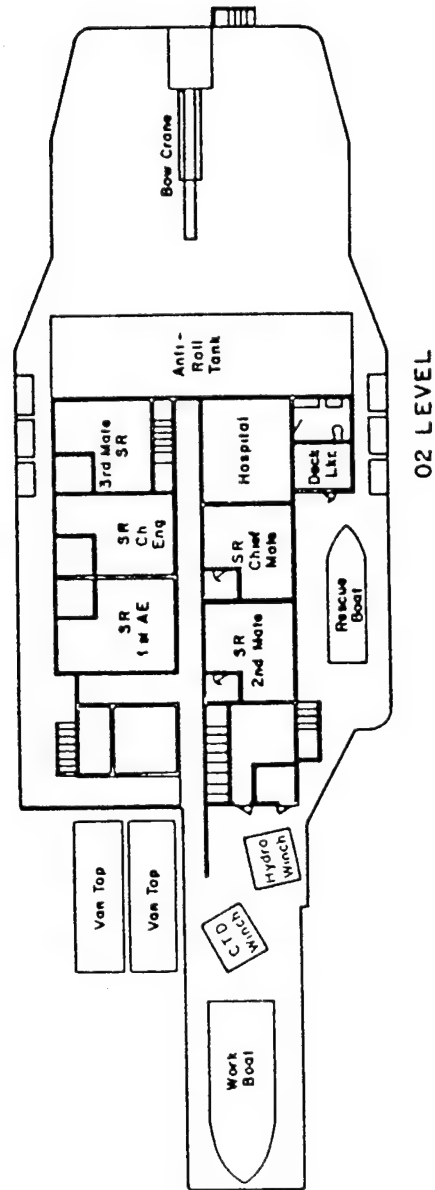 Bow Crane
Anti-
Roll
Tank
3rd Mate
SR
SR
Ch
Eng
SR
1st AE
Hospital
Deck
Lkr.
SR
Chief
Mate
SR
2nd Mate
Rescue
Boat
Van Top
Van Top
Hydro
Winch
CTD
Winch
Work
Boat
02 LEVEL